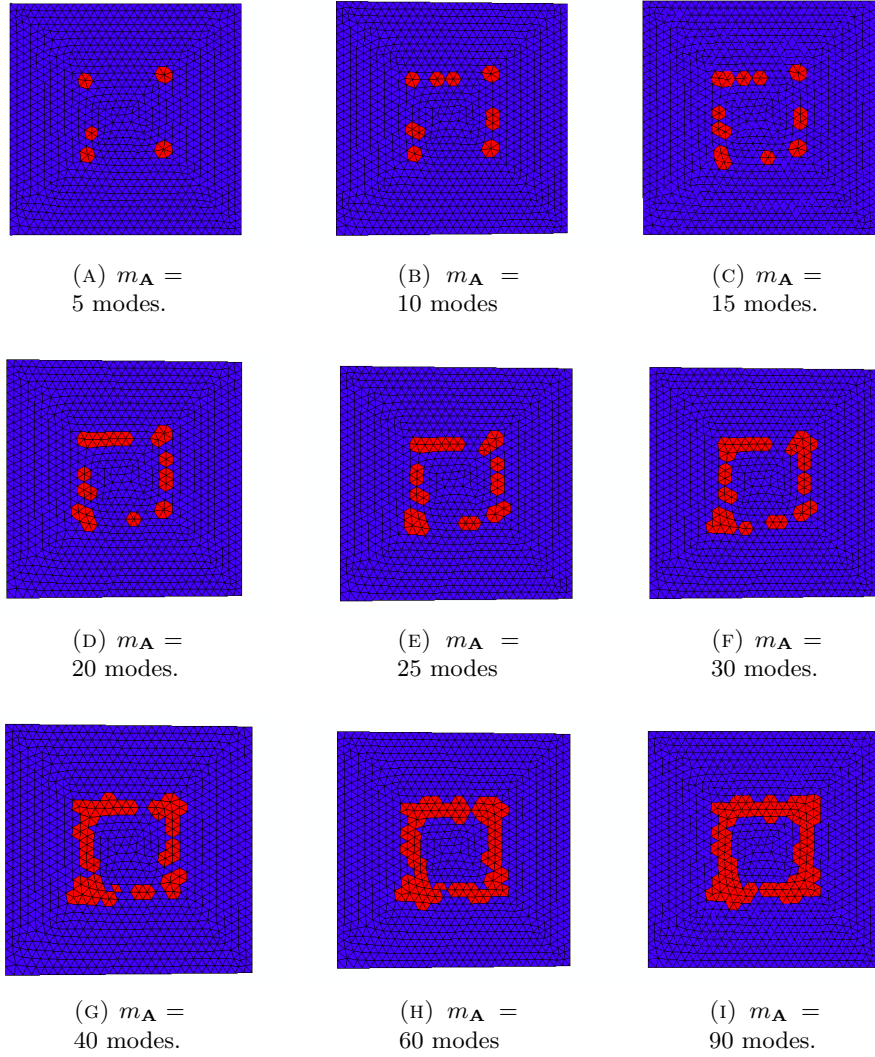 (A) m_A =
5 modes.
(B) m_A =
10 modes
(C) m_A =
15 modes.
(D) m_A =
20 modes.
(E) m_A =
25 modes
(F) m_A =
30 modes.
(G) m_A =
40 modes.
(H) m_A =
60 modes
(I) m_A =
90 modes.